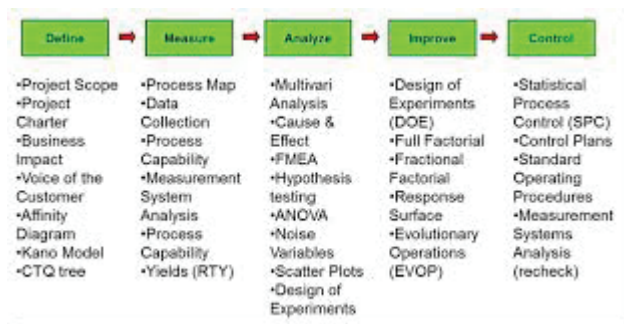 Define
Measure
Analyze
Improve
Control
•Project Scope
•Project
Charter
•Business
Impact
•Voice of the
Customer
•Affinity
Diagram
•Kano Model
•CTQ tree
•Process Map
•Data
Collection
•Process
Capability
•Measurement
System
Analysis
•Process
Capability
•Yields (RTY)
•Multivari
Analysis
•Cause &
Effect
•FMEA
•Hypothesis
testing
•ANOVA
•Noise
Variables
•Scatter Plots
•Design of
Experiments
•Design of
Experiments
(DOE)
•Full Factorial
•Fractional
Factorial
•Response
Surface
•Evolutionary
Operations
(EVOP)
•Statistical
Process
Control (SPC)
•Control Plans
•Standard
Operating
Procedures
•Measurement
Systems
Analysis
(recheck)